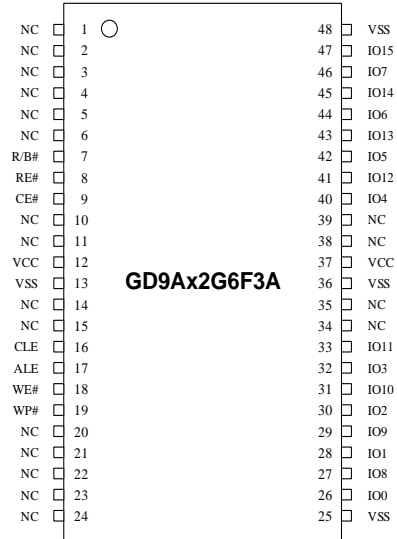 NC 1 48 VSS
NC 2 47 IO15
NC 3 46 IO7
NC 4 45 IO14
NC 5 44 IO6
NC 6 43 IO13
R/B# 7 42 IO5
RE# 8 41 IO12
CE# 9 40 IO4
NC 10 39 NC
NC 11 38 NC
VCC 12 37 VCC
VSS 13 GD9Ax2G6F3A 36 VSS
NC 14 35 NC
NC 15 34 NC
CLE 16 33 IO11
ALE 17 32 IO3
WE# 18 31 IO10
WP# 19 30 IO2
NC 20 29 IO9
NC 21 28 IO1
NC 22 27 IO8
NC 23 26 IO0
NC 24 25 VSS